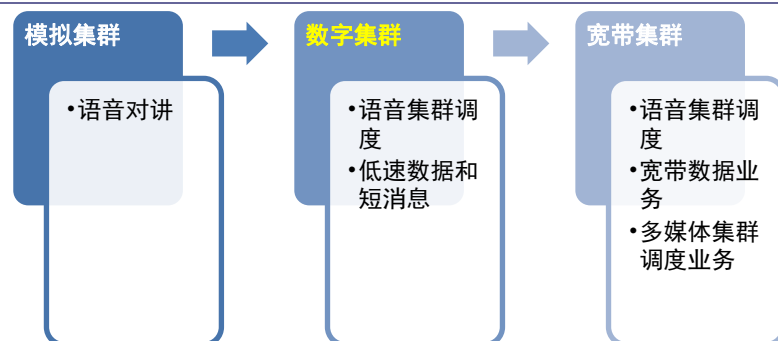 模拟集群
•语音对讲
数字集群
•语音集群调
度
•低速数据和
短消息
宽带集群
•语音集群调
度
•宽带数据业
务
•多媒体集群
调度业务